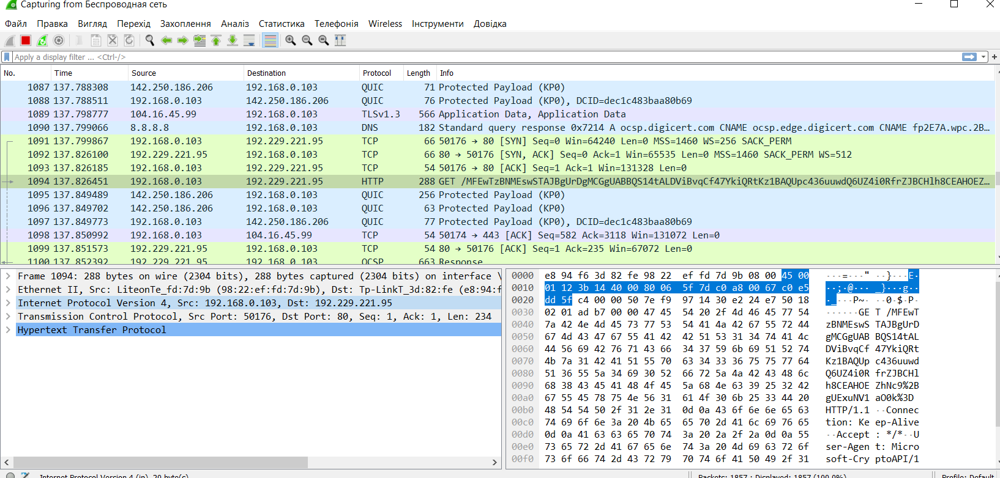 Capturing from Беспроводная сеть
Файл Правка Вигляд Перехід Захоплення Аналіз Статистика Телефонія Wireless Інструменти Довідка
Apply a display filter ... <Ctrl-/>
No. Time Source Destination Protocol Length Info
1087 137.788308 142.250.186.206 192.168.0.103 QUIC 71 Protected Payload (KP0)
1088 137.788511 192.168.0.103 142.250.186.206 QUIC 76 Protected Payload (KP0), DCID=dec1c483baa80b69
1089 137.798777 104.16.45.99 192.168.0.103 TLSv1.3 566 Application Data, Application Data
1090 137.799066 8.8.8.8 192.168.0.103 DNS 182 Standard query response 0x7214 A ocsp.digicert.com CNAME ocsp.edge.digicert.com CNAME fp2E7A.wpc.2B…
1091 137.799867 192.168.0.103 192.229.221.95 TCP 66 50176 → 80 [SYN] Seq=0 Win=64240 Len=0 MSS=1460 WS=256 SACK_PERM
1092 137.826100 192.229.221.95 192.168.0.103 TCP 66 80 → 50176 [SYN, ACK] Seq=0 Ack=1 Win=65535 Len=0 MSS=1460 SACK_PERM WS=512
1093 137.826185 192.168.0.103 192.229.221.95 TCP 54 50176 → 80 [ACK] Seq=1 Ack=1 Win=131328 Len=0
1094 137.826451 192.168.0.103 192.229.221.95 HTTP 288 GET /MFEwTzBNMEswSTAJBgUrDgMCGgUABBQS14tALDViBvqCf47YkiQRtKz1BAQUpc436uuwdQ6UZ4i0RfrZJBCHlh8CEAHOEZ…
1095 137.849489 142.250.186.206 192.168.0.103 QUIC 256 Protected Payload (KP0)
1096 137.849702 142.250.186.206 192.168.0.103 QUIC 63 Protected Payload (KP0)
1097 137.849773 192.168.0.103 142.250.186.206 QUIC 77 Protected Payload (KP0), DCID=dec1c483baa80b69
1098 137.850992 192.168.0.103 104.16.45.99 TCP 54 50174 → 443 [ACK] Seq=582 Ack=3118 Win=131072 Len=0
1099 137.851573 192.229.221.95 192.168.0.103 TCP 54 80 → 50176 [ACK] Seq=1 Ack=235 Win=67072 Len=0
1100 137.852392 192.229.221.95 192.168.0.103 OCSP 663 Response
Frame 1094: 288 bytes on wire (2304 bits), 288 bytes captured (2304 bits) on interface \
Ethernet II, Src: LiteonTe_fd:7d:9b (98:22:ef:fd:7d:9b), Dst: Tp-LinkT_3d:82:fe (e8:94:f
Internet Protocol Version 4, Src: 192.168.0.103, Dst: 192.229.221.95
Transmission Control Protocol, Src Port: 50176, Dst Port: 80, Seq: 1, Ack: 1, Len: 234
Hypertext Transfer Protocol
0000 e8 94 f6 3d 82 fe 98 22 ef fd 7d 9b 08 00 45 00 ···=···" ··}···E·
0010 01 12 3b 14 40 00 80 06 5f 7d c0 a8 00 67 c0 e5 ··;·@··· _}···g··
0020 dd 5f c4 00 00 50 7e f9 97 14 30 e2 24 e7 50 18 ·_···P~· ··0·$·P·
0030 02 01 ad b7 00 00 47 45 54 20 2f 4d 46 45 77 54 ······GE T /MFEwT
0040 7a 42 4e 4d 45 73 77 53 54 41 4a 42 67 55 72 44 zBNMEswS TAJBgUrD
0050 67 4d 43 47 67 55 41 42 42 51 53 31 34 74 41 4c gMCGgUAB BQS14tAL
0060 44 56 69 42 76 71 43 66 34 37 59 6b 69 51 52 74 DViBvqCf 47YkiQRt
0070 4b 7a 31 42 41 51 55 70 63 34 33 36 75 75 77 64 Kz1BAQUp c436uuwd
0080 51 36 55 5a 34 69 30 52 66 72 5a 4a 42 43 48 6c Q6UZ4i0R frZJBCHl
0090 68 38 43 45 41 48 4f 45 5a 68 4e 63 39 25 32 42 h8CEAHOE ZhNc9%2B
00a0 67 55 45 78 75 4e 56 31 61 4f 30 6b 25 33 44 20 gUExuNV1 aO0k%3D
00b0 48 54 54 50 2f 31 2e 31 0d 0a 43 6f 6e 6e 65 63 HTTP/1.1 ··Connec
00c0 74 69 6f 6e 3a 20 4b 65 65 70 2d 41 6c 69 76 65 tion: Ke ep-Alive
00d0 0d 0a 41 63 63 65 70 74 3a 20 2a 2f 2a 0d 0a 55 ··Accept : */*··U
00e0 73 65 72 2d 41 67 65 6e 74 3a 20 4d 69 63 72 6f ser-Agen t: Micro
00f0 73 6f 66 74 2d 43 72 79 70 74 6f 41 50 49 2f 31 soft-Cry ptoAPI/1
Internet Protocol Version 4 (ip), 20 byte(s) Packets: 1857 · Displayed: 1857 (100.0%) Profile: Default